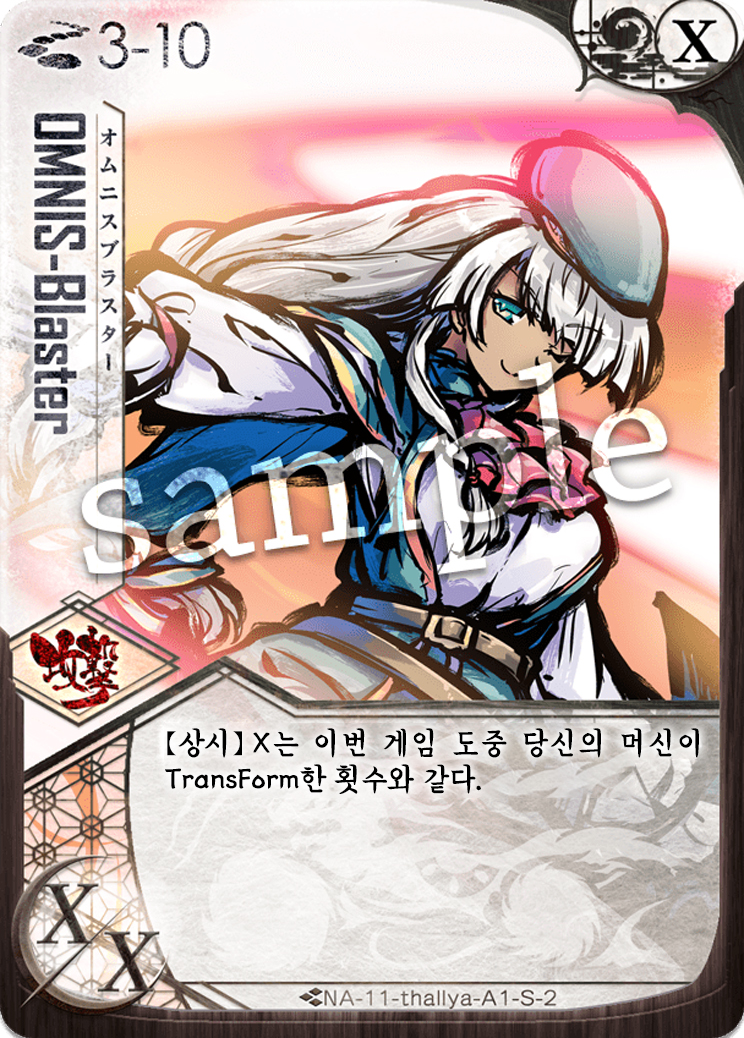 3-10
X
OMNIS-Blaster
オムニスブラスター
sample
攻撃
【상시】X는 이번 게임 도중 당신의 머신이
TransForm한 횟수와 같다.
X/X
NA-11-thallya-A1-S-2